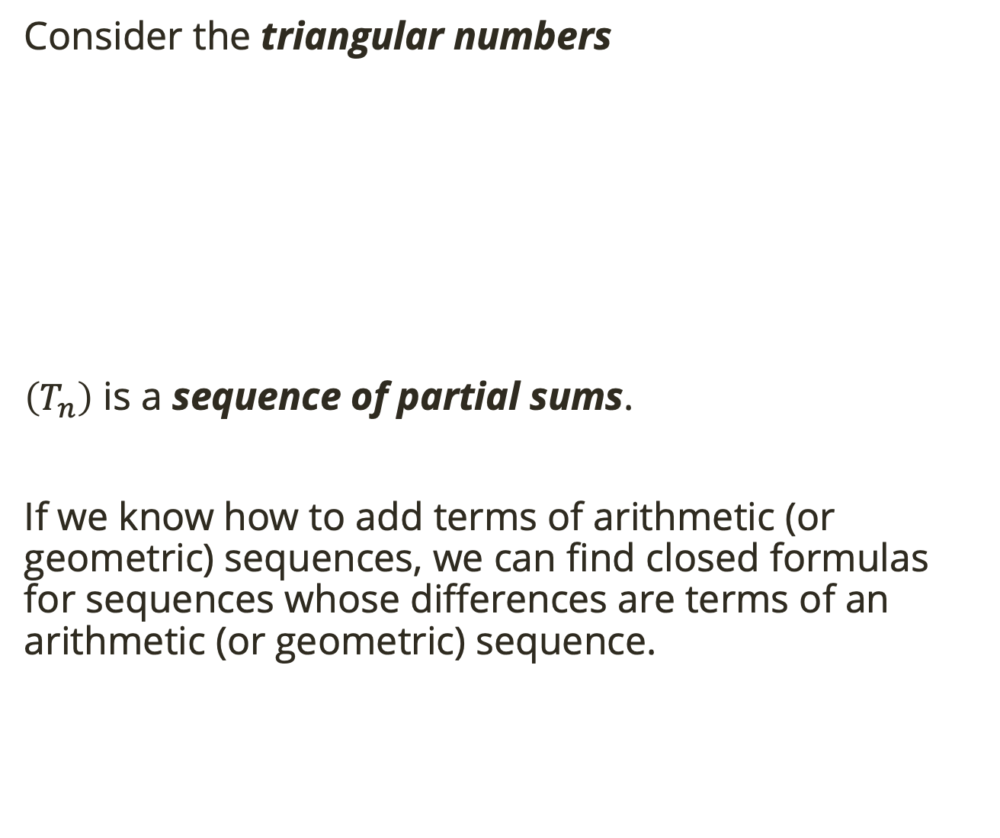 Consider the triangular numbers
(Tₙ) is a sequence of partial sums.
If we know how to add terms of arithmetic (or
geometric) sequences, we can find closed formulas
for sequences whose differences are terms of an
arithmetic (or geometric) sequence.